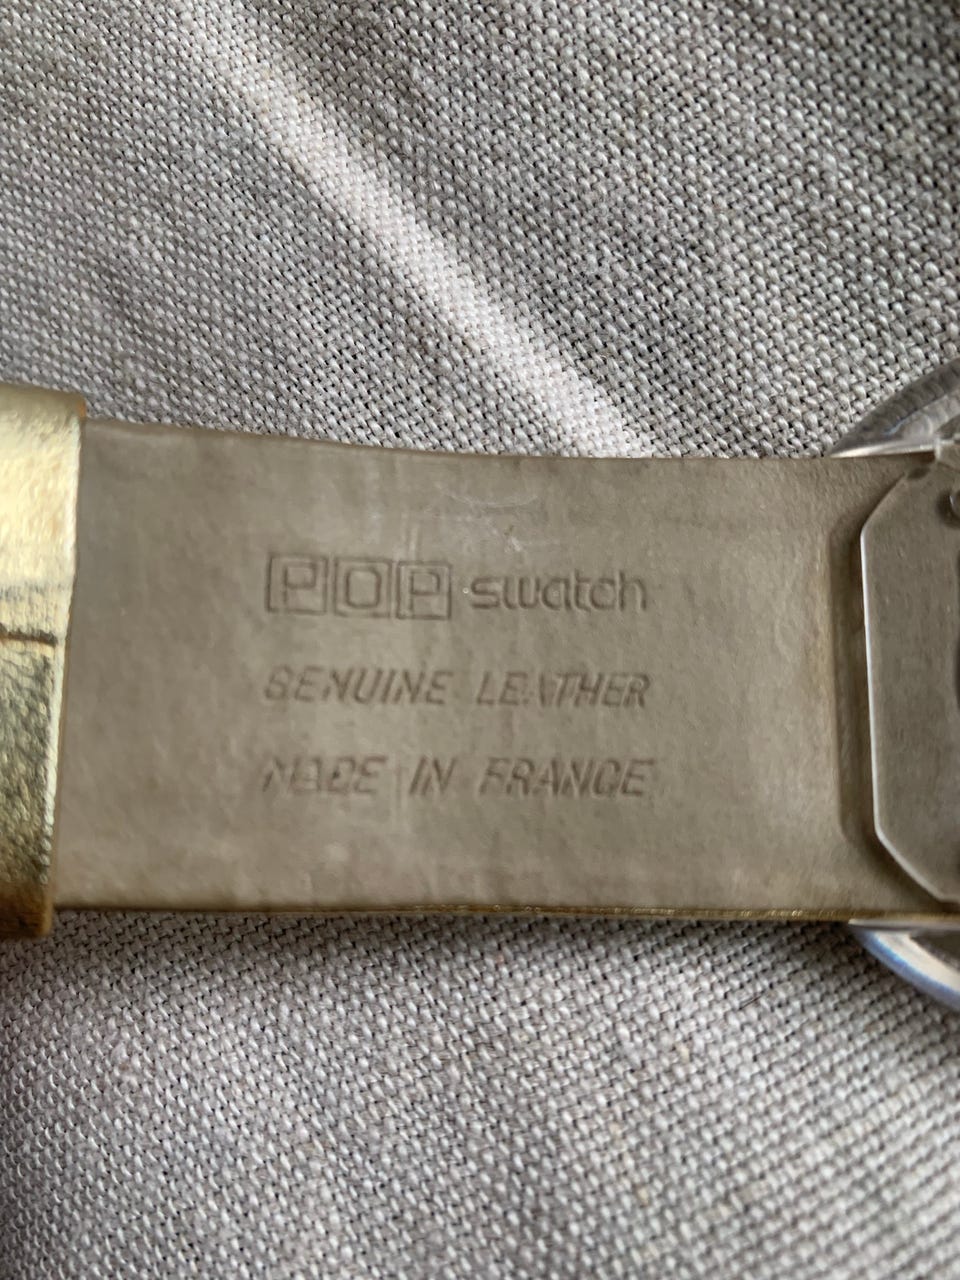 POP swatch
GENUINE LEATHER
MADE IN FRANCE